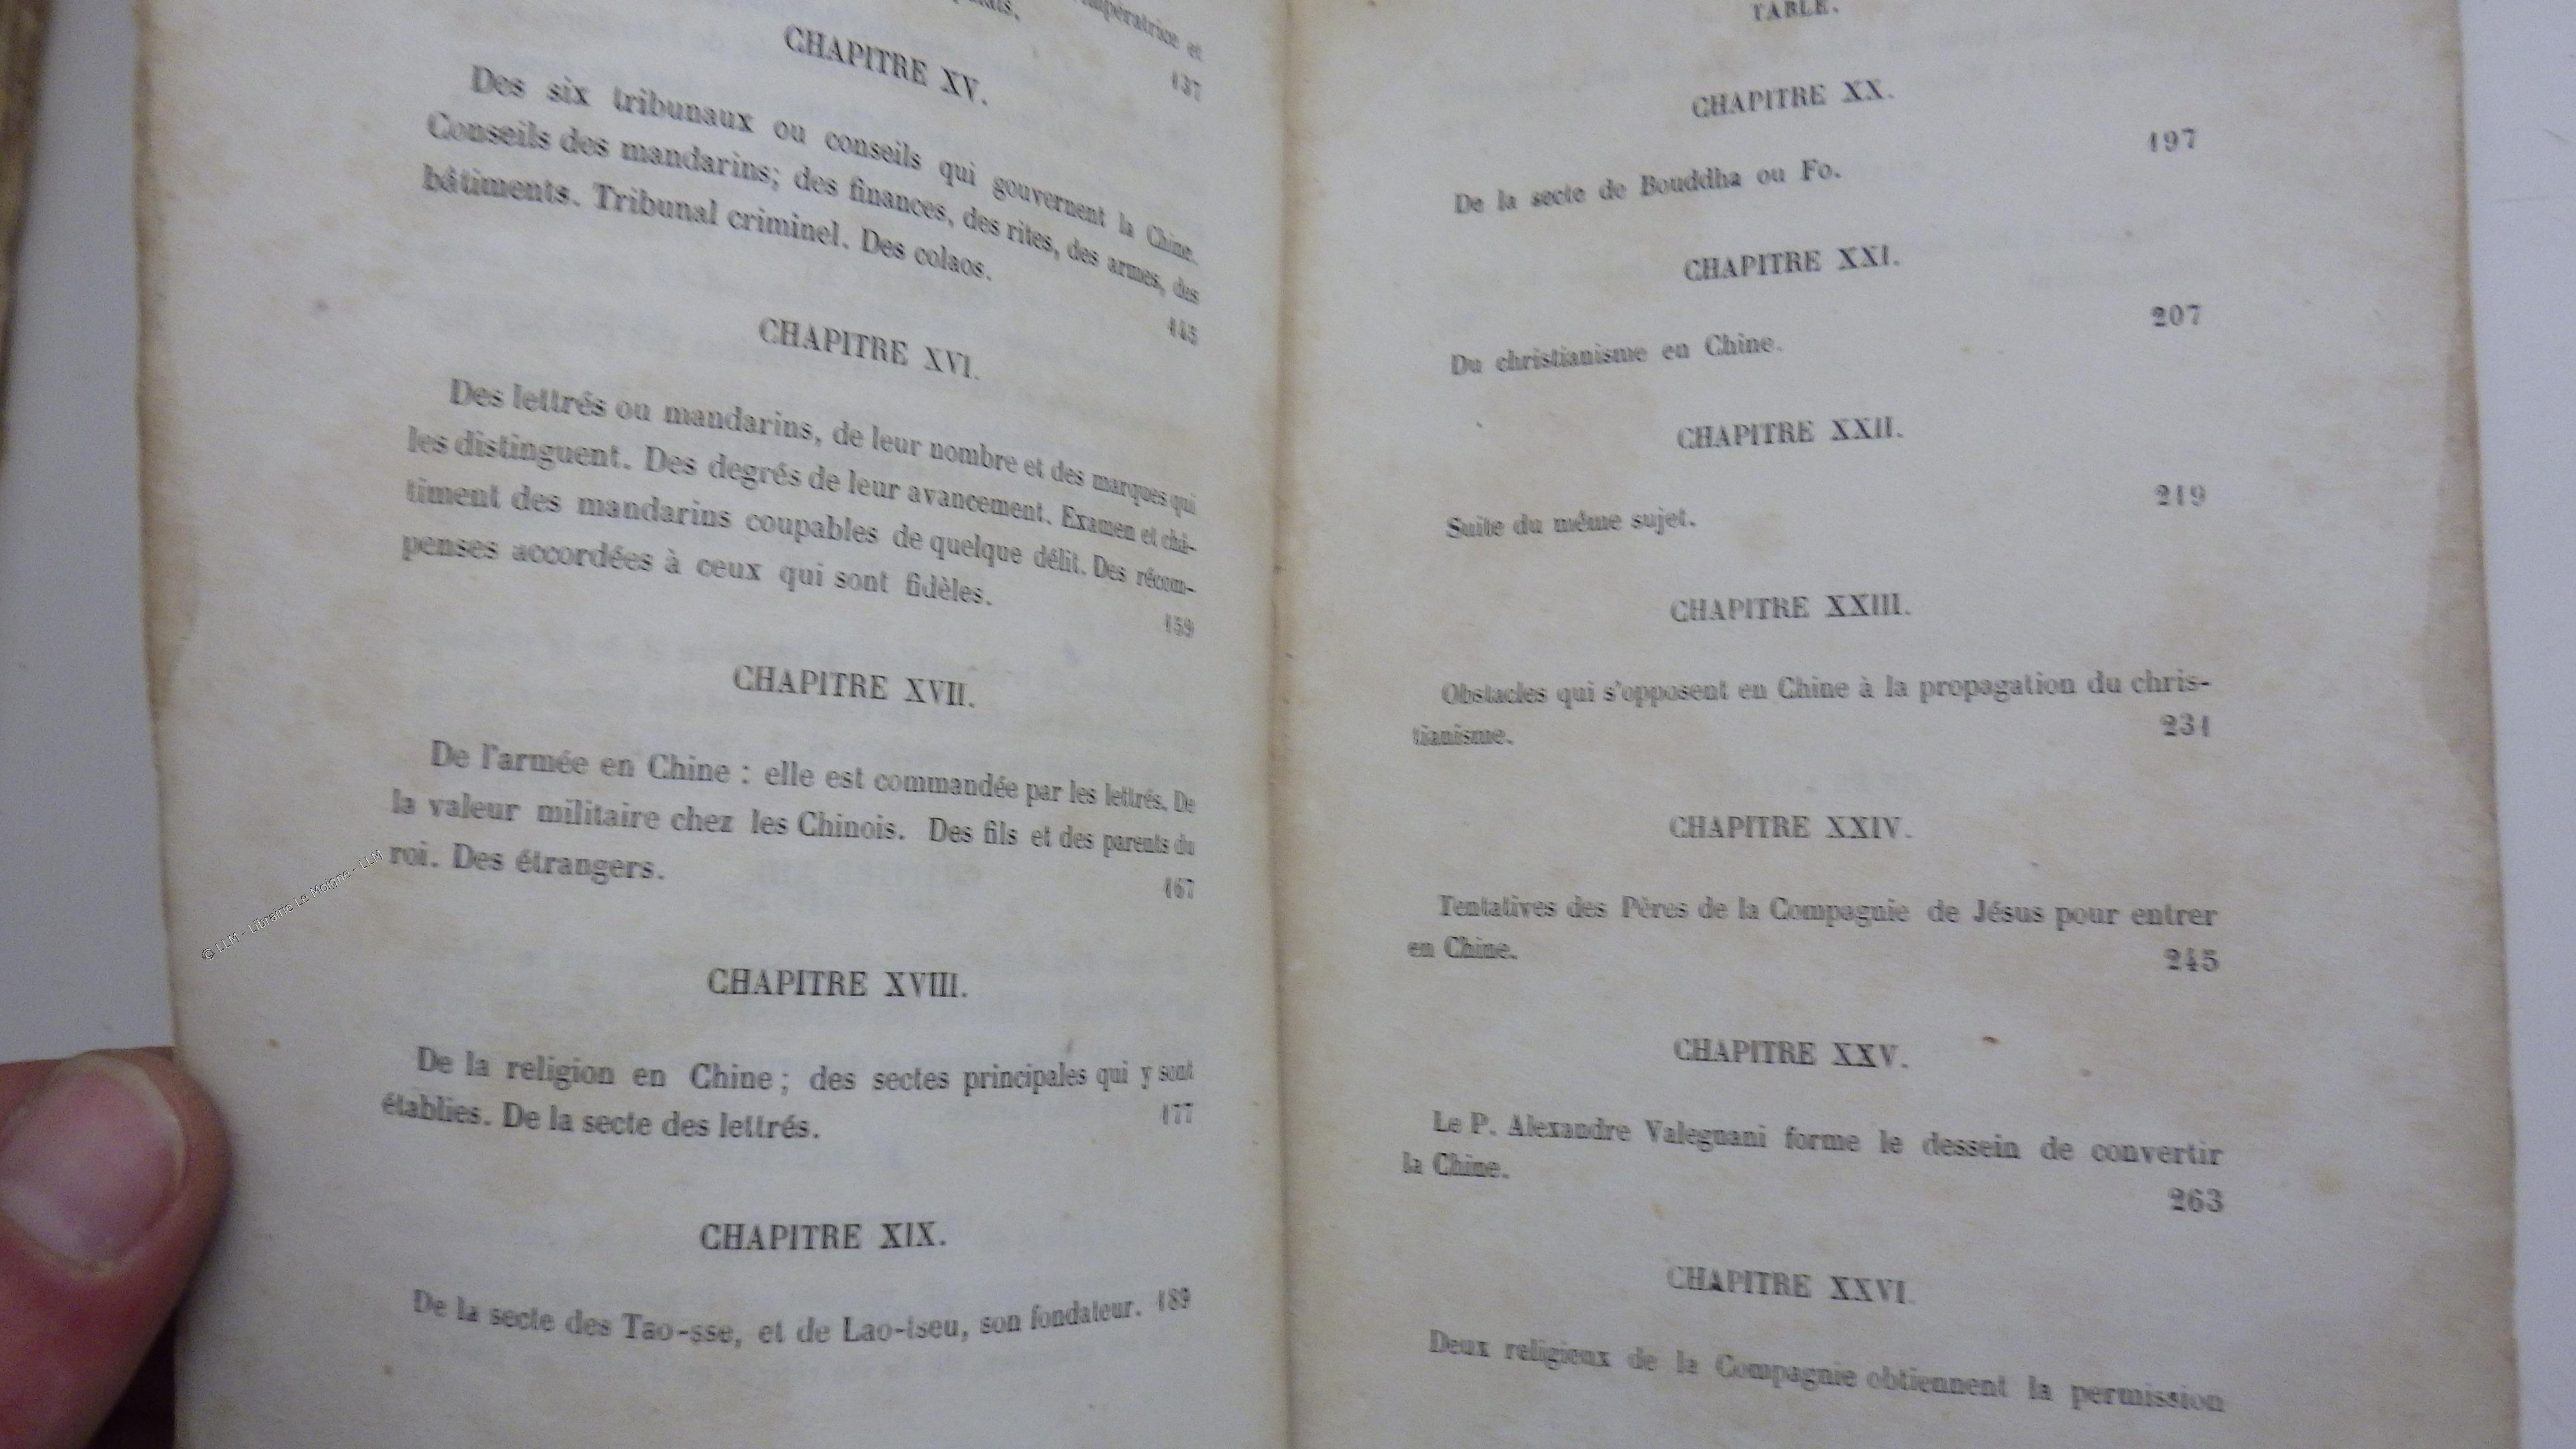 impératrice et
137
CHAPITRE XV.
Des six tribunaux ou conseils qui gouvernent la Chine.
Conseils des mandarins; des finances, des rites, des armes, des
bâtiments. Tribunal criminel. Des colaos.
145
CHAPITRE XVI.
Des lettrés ou mandarins, de leur nombre et des marques qui
les distinguent. Des degrés de leur avancement. Examen et châ-
timent des mandarins coupables de quelque délit. Des récom-
penses accordées à ceux qui sont fidèles.
159
CHAPITRE XVII.
De l'armée en Chine : elle est commandée par les lettrés. De
la valeur militaire chez les Chinois. Des fils et des parents du
roi. Des étrangers.
167
CHAPITRE XVIII.
De la religion en Chine; des sectes principales qui y sont
établies. De la secte des lettrés.
177
CHAPITRE XIX.
De la secte des Tao-sse, et de Lao-tseu, son fondateur. 189
© LLM - Librairie Le Moigne - LLM
TABLE.
CHAPITRE XX.
De la secte de Bouddha ou Fo. 197
CHAPITRE XXI.
Du christianisme en Chine. 207
CHAPITRE XXII.
Suite du même sujet. 219
CHAPITRE XXIII.
Obstacles qui s'opposent en Chine à la propagation du chris-
tianisme. 231
CHAPITRE XXIV.
Tentatives des Pères de la Compagnie de Jésus pour entrer
en Chine. 245
CHAPITRE XXV.
Le P. Alexandre Valegnani forme le dessein de convertir
la Chine. 263
CHAPITRE XXVI.
Deux religieux de la Compagnie obtiennent la permission